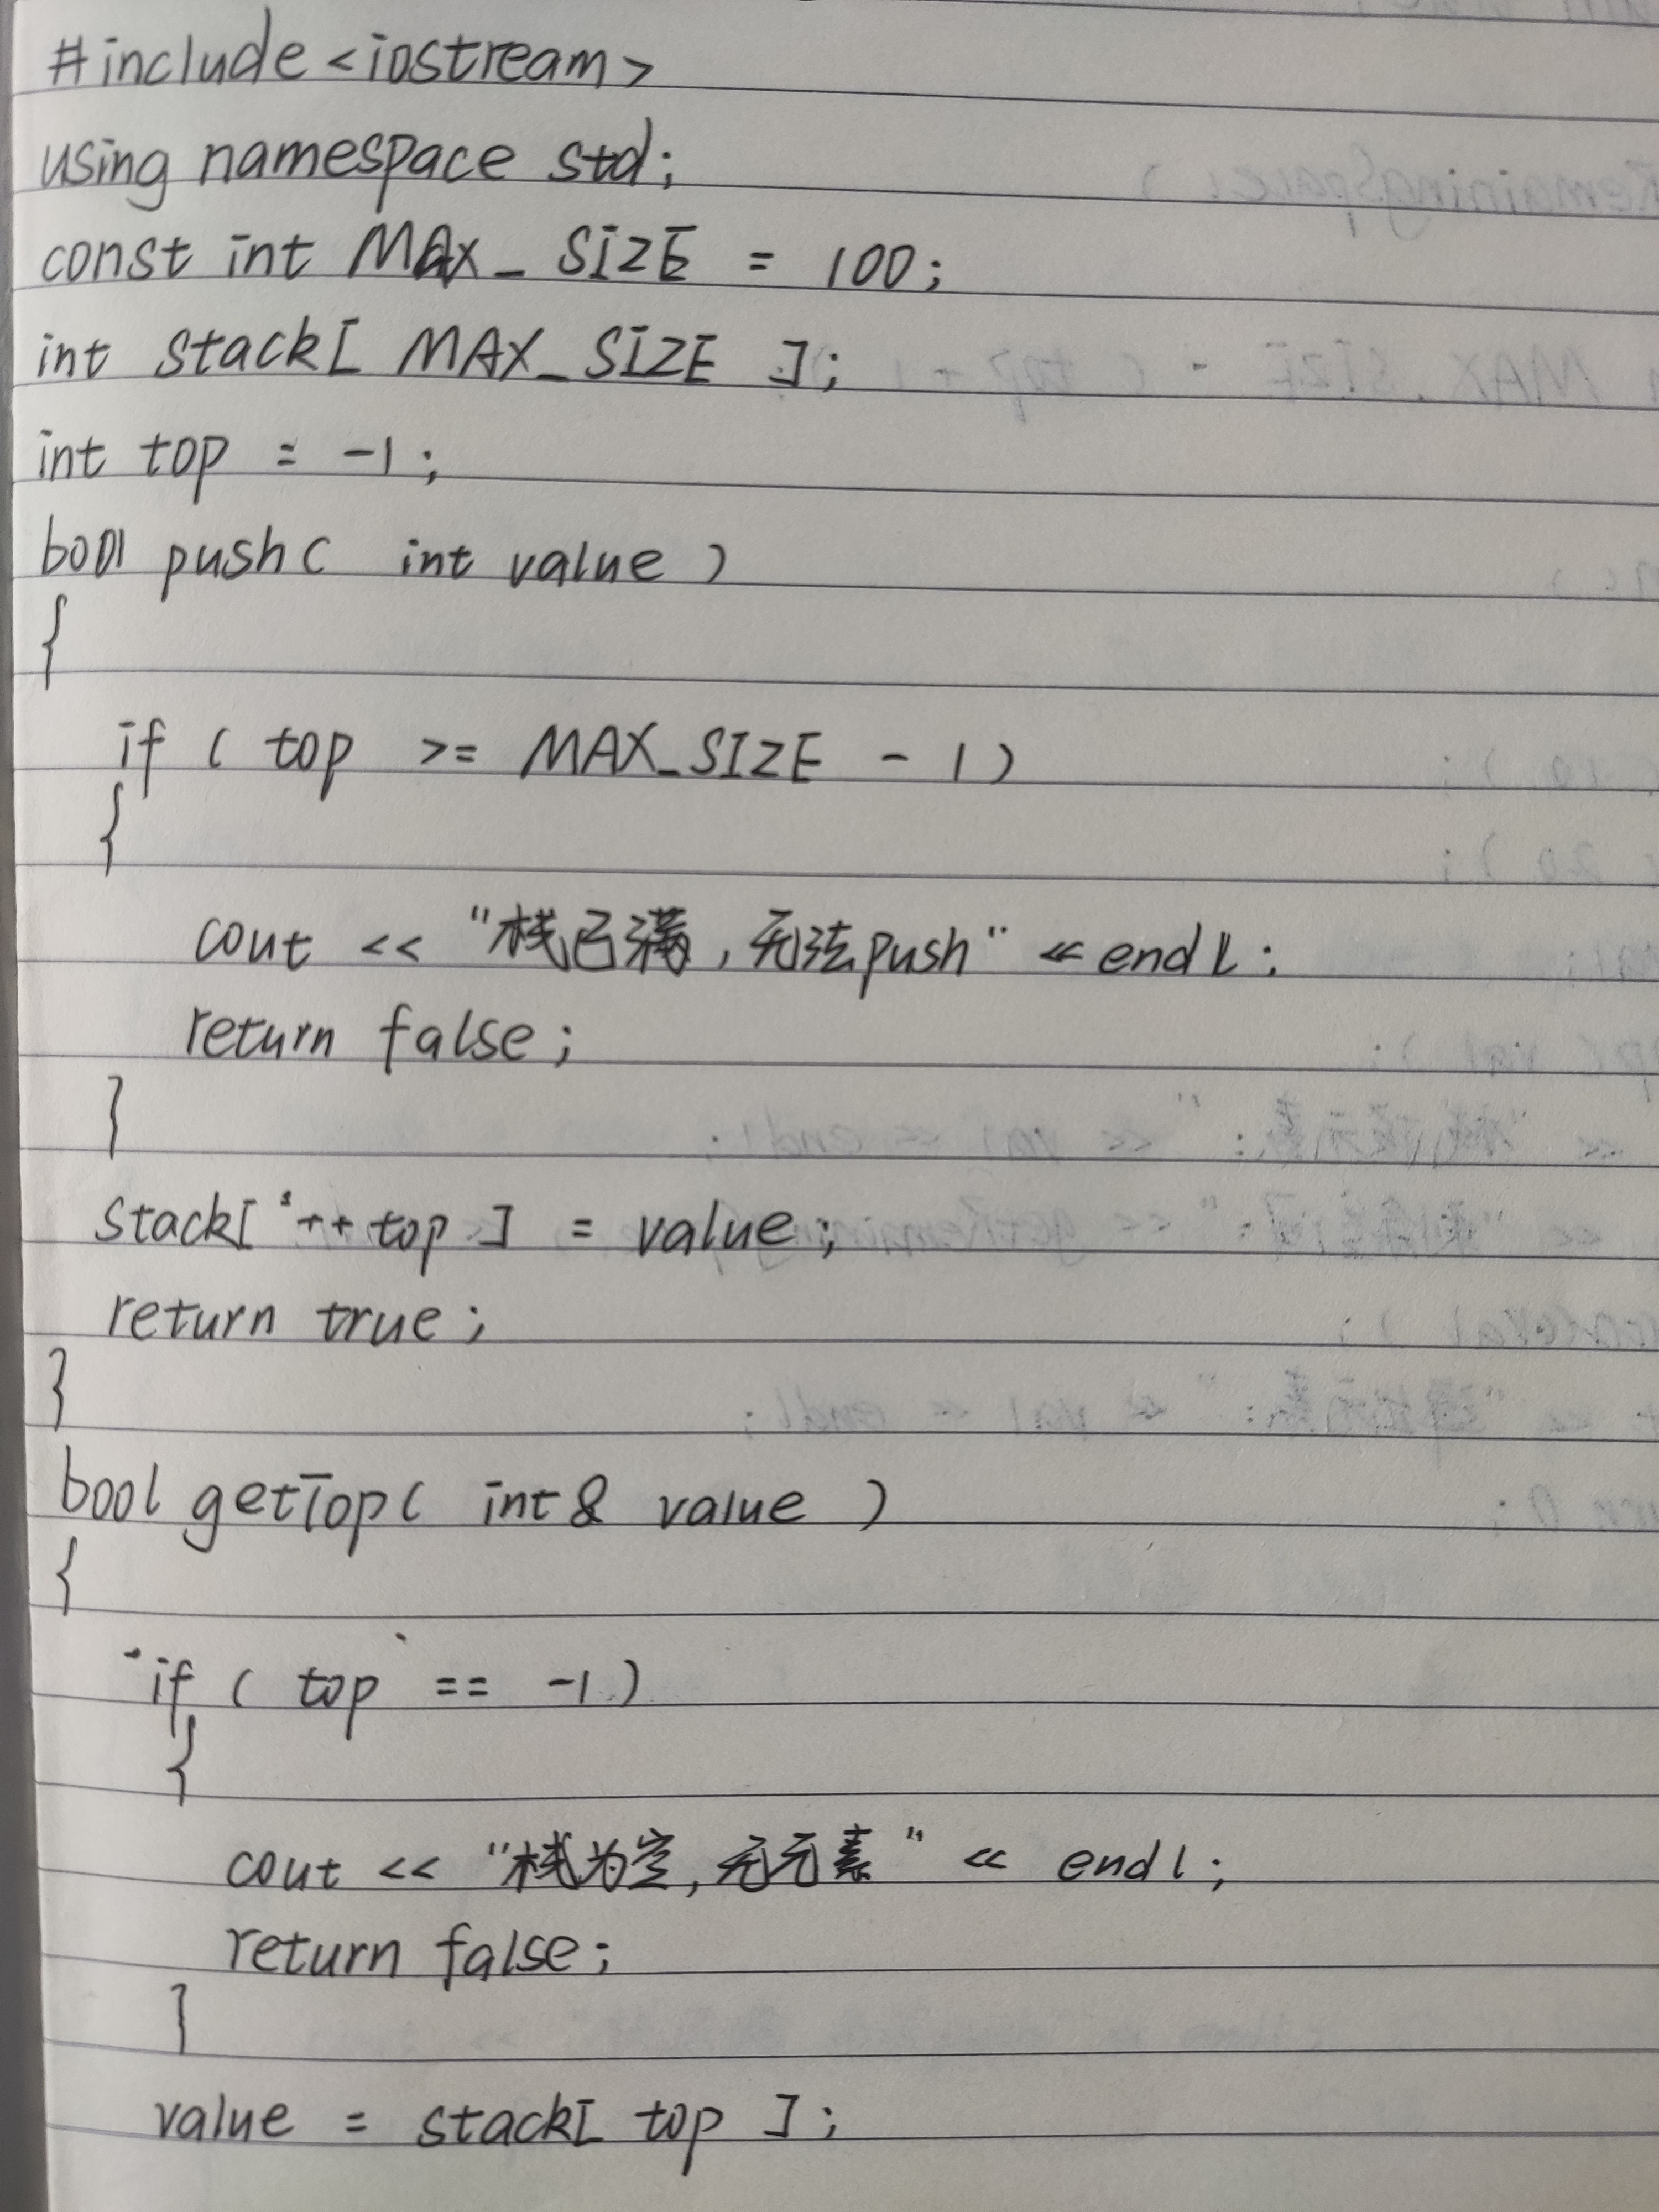 #include <iostream>
using namespace std;
const int MAX_SIZE = 100;
int stack[ MAX_SIZE ];
int top = -1;
bool push( int value )
{
if ( top >= MAX_SIZE - 1 )
{
cout << "栈已满,无法push" << endl;
return false;
}
stack[ ++top ] = value;
return true;
}
bool getTop( int& value )
{
if ( top == -1 )
{
cout << "栈为空,无元素" << endl;
return false;
}
value = stack[ top ];